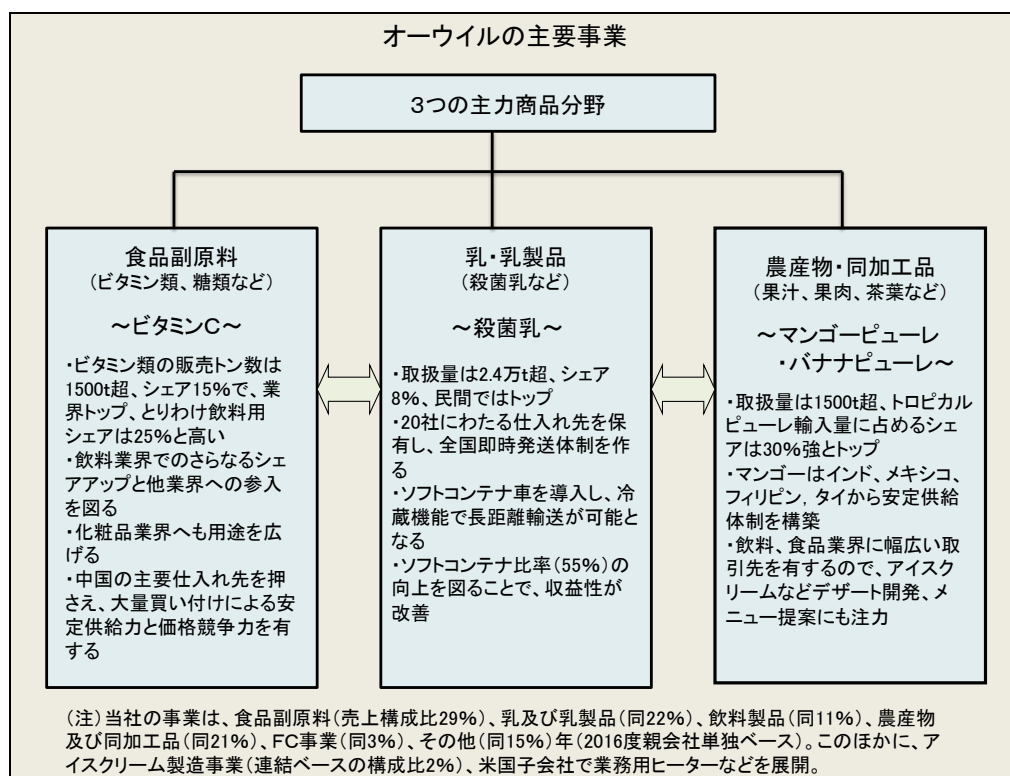 オーウイルの主要事業
3つの主力商品分野
食品副原料
(ビタミン類、糖類など)
～ビタミンC～
・ビタミン類の販売トン数は
1500t超、シェア15%で、業
界トップ、とりわけ飲料用
シェアは25%と高い
・飲料業界でのさらなるシェ
アアップと他業界への参入
を図る
・化粧品業界へも用途を広
げる
・中国の主要仕入れ先を押
さえ、大量買い付けによる安
定供給力と価格競争力を有
する
乳・乳製品
(殺菌乳など)
～殺菌乳～
・取扱量は2.4万t超、シェア
8%、民間ではトップ
・20社にわたる仕入れ先を保
有し、全国即時発送体制を作
る
・ソフトコンテナ車を導入し、冷
蔵機能で長距離輸送が可能と
なる
・ソフトコンテナ比率(55%)の
向上を図ることで、収益性が
改善
農産物・同加工品
(果汁、果肉、茶葉など)
～マンゴーピューレ
・バナナピューレ～
・取扱量は1500t超、トロピカル
ピューレ輸入量に占めるシェ
アは30%強とトップ
・マンゴーはインド、メキシコ、
フィリピン, タイから安定供給
体制を構築
・飲料、食品業界に幅広い取
引先を有するので、アイスク
リームなどデザート開発、メ
ニュー提案にも注力
(注)当社の事業は、食品副原料(売上構成比29%)、乳及び乳製品(同22%)、飲料製品(同11%)、農産物
及び同加工品(同21%)、FC事業(同3%)、その他(同15%)年(2016度親会社単独ベース)。このほかに、ア
イスクリーム製造事業(連結ベースの構成比2%)、米国子会社で業務用ヒーターなどを展開。